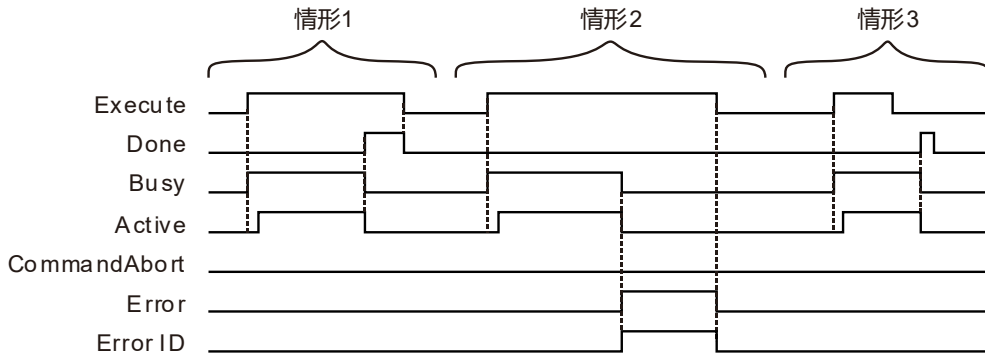 情形1 情形2 情形3
Execute
Done
Busy
Active
CommandAbort
Error
Error ID